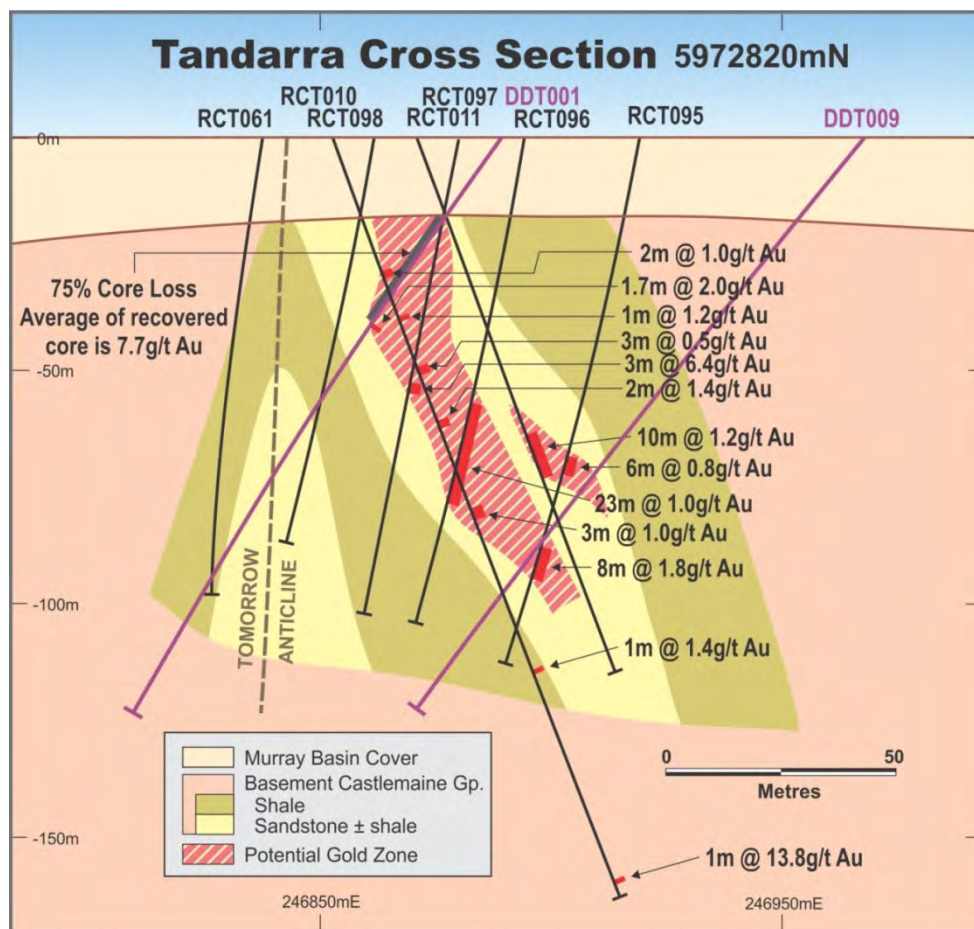 Tandarra Cross Section 5972820mN
RCT010
RCT097
DDT001
RCT061
RCT098
RCT011
RCT096
RCT095
DDT009
0m
-50m
-100m
-150m
75% Core Loss
Average of recovered
core is 7.7g/t Au
2m @ 1.0g/t Au
1.7m @ 2.0g/t Au
1m @ 1.2g/t Au
3m @ 0.5g/t Au
3m @ 6.4g/t Au
2m @ 1.4g/t Au
10m @ 1.2g/t Au
6m @ 0.8g/t Au
23m @ 1.0g/t Au
3m @ 1.0g/t Au
8m @ 1.8g/t Au
1m @ 1.4g/t Au
1m @ 13.8g/t Au
TOMORROW
ANTICLINE
Murray Basin Cover
Basement Castlemaine Gp.
Shale
Sandstone ± shale
Potential Gold Zone
0
50
Metres
246850mE
246950mE